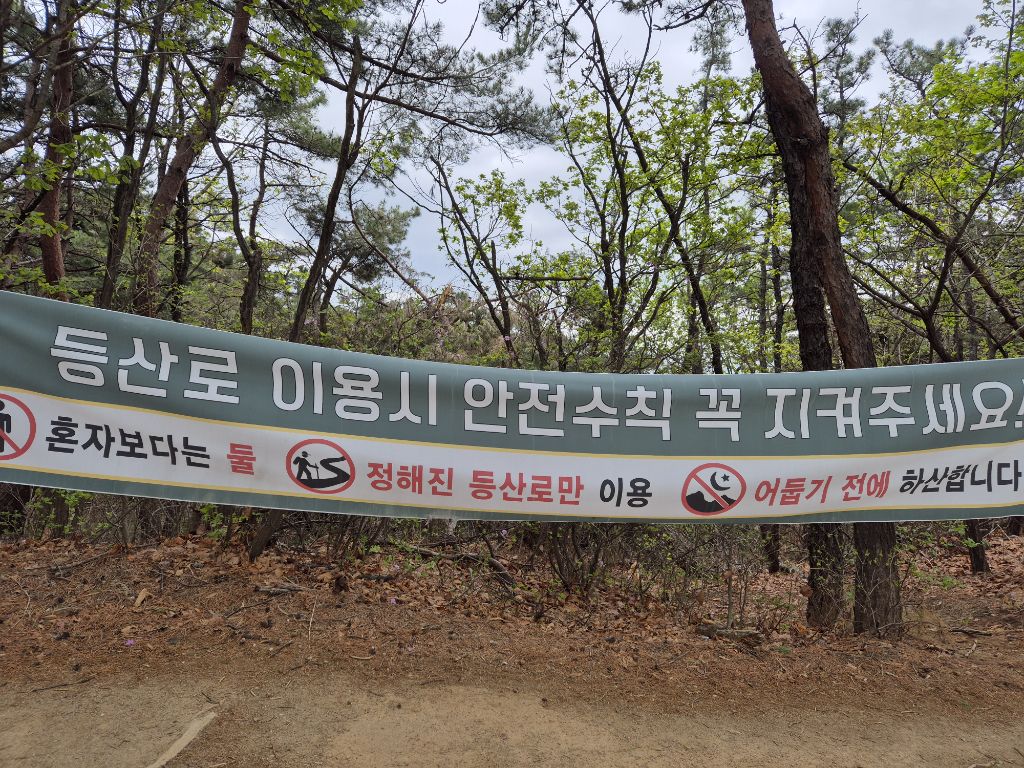 등산로 이용시 안전수칙 꼭 지켜주세요!
혼자보다는 둘 정해진 등산로만 이용 어둡기 전에 하산합니다